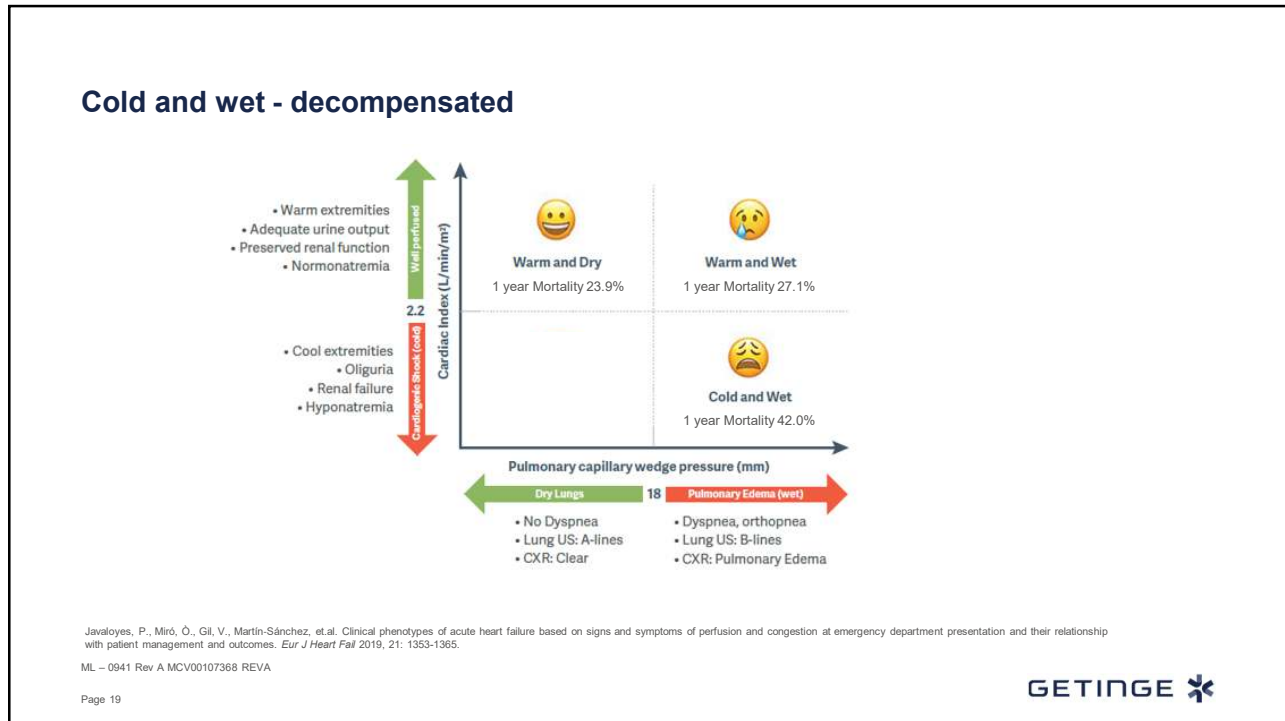 Cold and wet - decompensated
• Warm extremities
• Adequate urine output
• Preserved renal function
• Normonatremia
Well perfused
2.2
• Cool extremities
• Oliguria
• Renal failure
• Hyponatremia
Cardiogenic Shock (cold)
Cardiac Index (L/min/m²)
Warm and Dry
1 year Mortality 23.9%
Warm and Wet
1 year Mortality 27.1%
Cold and Wet
1 year Mortality 42.0%
Pulmonary capillary wedge pressure (mm)
Dry Lungs
18
Pulmonary Edema (wet)
• No Dyspnea
• Lung US: A-lines
• CXR: Clear
• Dyspnea, orthopnea
• Lung US: B-lines
• CXR: Pulmonary Edema
Javaloyes, P., Miró, Ò., Gil, V., Martín-Sánchez, et.al. Clinical phenotypes of acute heart failure based on signs and symptoms of perfusion and congestion at emergency department presentation and their relationship
with patient management and outcomes. Eur J Heart Fail 2019, 21: 1353-1365.
ML – 0941 Rev A MCV00107368 REVA
Page 19
GETINGE